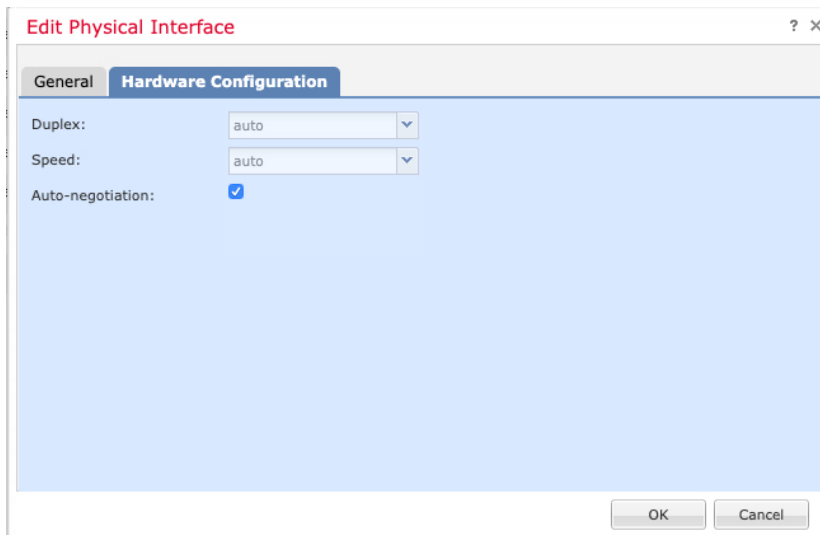 Edit Physical Interface ? ×
General Hardware Configuration
Duplex: auto
Speed: auto
Auto-negotiation:
OK Cancel